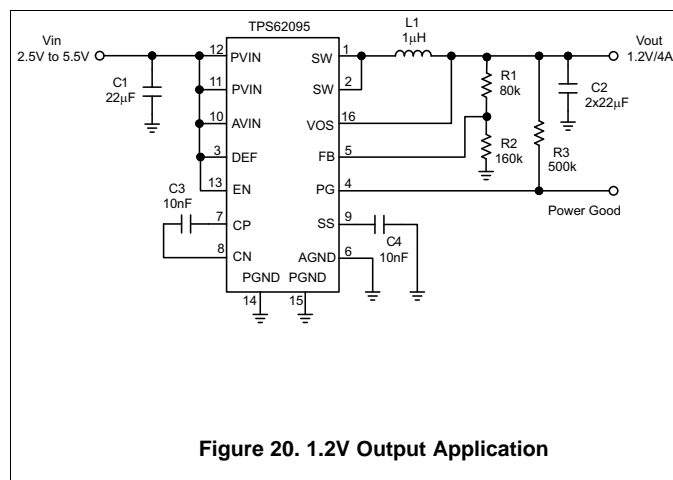 TPS62095
Vin
2.5V to 5.5V
C1
22µF
12
PVIN
11
PVIN
10
AVIN
3
DEF
13
EN
C3
10nF
7
CP
8
CN
PGND
PGND
14
15
SW
1
SW
2
VOS
16
FB
5
PG
4
SS
9
AGND
6
C4
10nF
L1
1µH
R1
80k
R2
160k
R3
500k
C2
2x22µF
Vout
1.2V/4A
Power Good
Figure 20. 1.2V Output Application